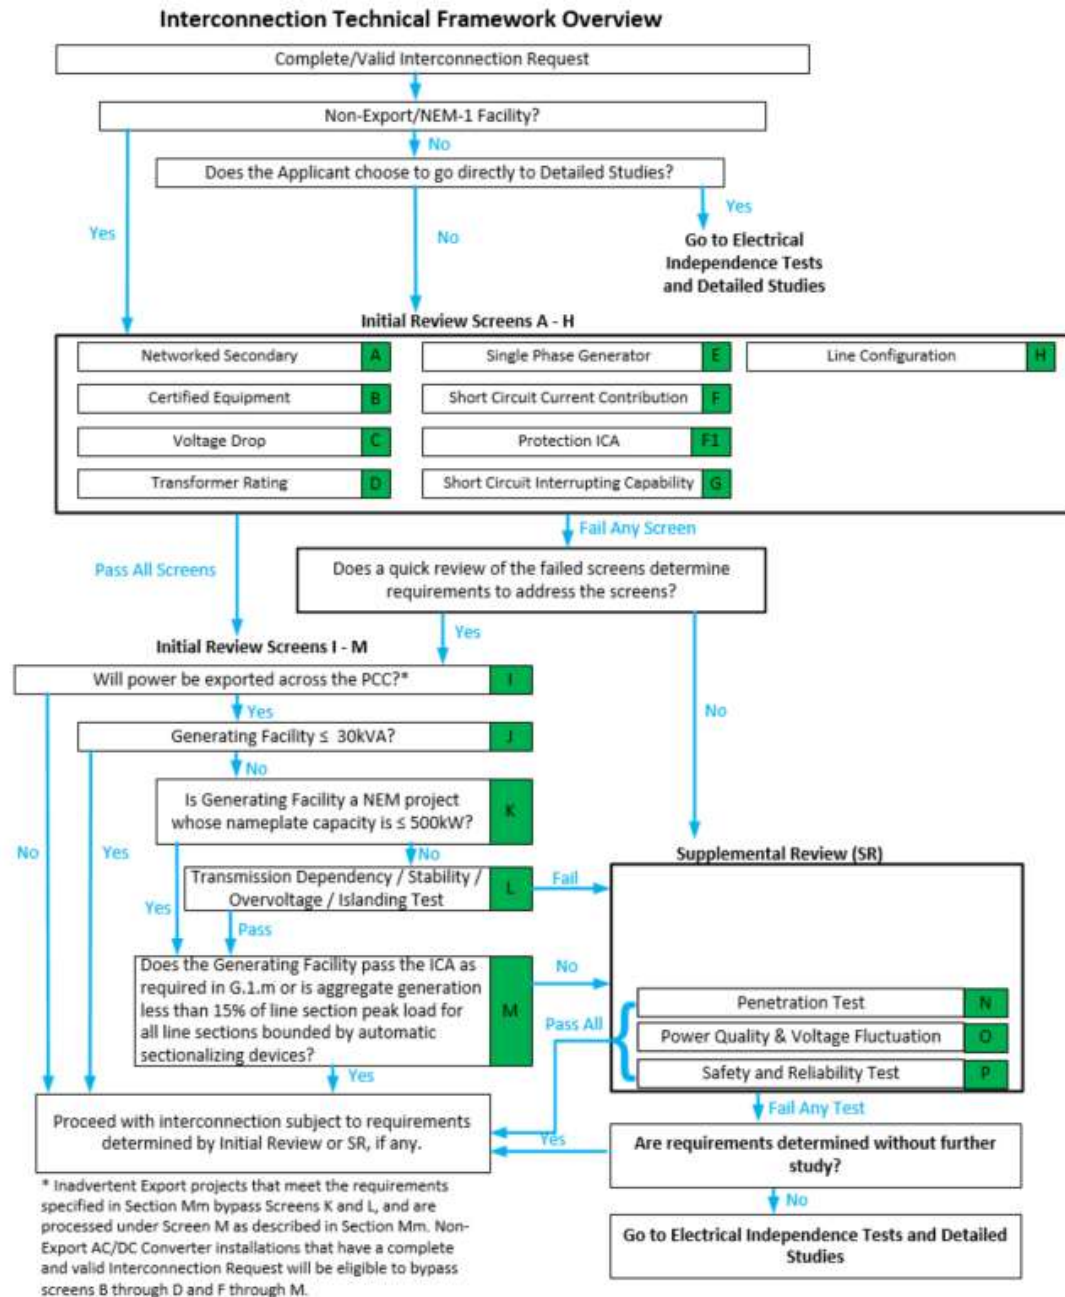 Interconnection Technical Framework Overview
Complete/Valid Interconnection Request
Non-Export/NEM-1 Facility?
No
Does the Applicant choose to go directly to Detailed Studies?
Yes
No
Yes
Go to Electrical
Independence Tests
and Detailed Studies
Initial Review Screens A - H
Networked Secondary A
Single Phase Generator E
Line Configuration H
Certified Equipment B
Short Circuit Current Contribution F
Voltage Drop C
Protection ICA F1
Transformer Rating D
Short Circuit Interrupting Capability G
Fail Any Screen
Pass All Screens
Does a quick review of the failed screens determine
requirements to address the screens?
Yes
No
Initial Review Screens I - M
Will power be exported across the PCC?* I
Yes
Generating Facility ≤ 30kVA? J
No
Is Generating Facility a NEM project
whose nameplate capacity is ≤ 500kW?
K
No
Yes
No
Supplemental Review (SR)
Transmission Dependency / Stability /
Overvoltage / Islanding Test
L
Fail
Yes
Pass
Does the Generating Facility pass the ICA as
required in G.1.m or is aggregate generation
less than 15% of line section peak load for
all line sections bounded by automatic
sectionalizing devices?
M
No
Pass All
Penetration Test N
Power Quality & Voltage Fluctuation O
Safety and Reliability Test P
Yes
Fail Any Test
Proceed with interconnection subject to requirements
determined by Initial Review or SR, if any.
Yes
Are requirements determined without further
study?
No
Go to Electrical Independence Tests and Detailed
Studies
* Inadvertent Export projects that meet the requirements
specified in Section Mm bypass Screens K and L, and are
processed under Screen M as described in Section Mm. Non-
Export AC/DC Converter installations that have a complete
and valid Interconnection Request will be eligible to bypass
screens B through D and F through M.